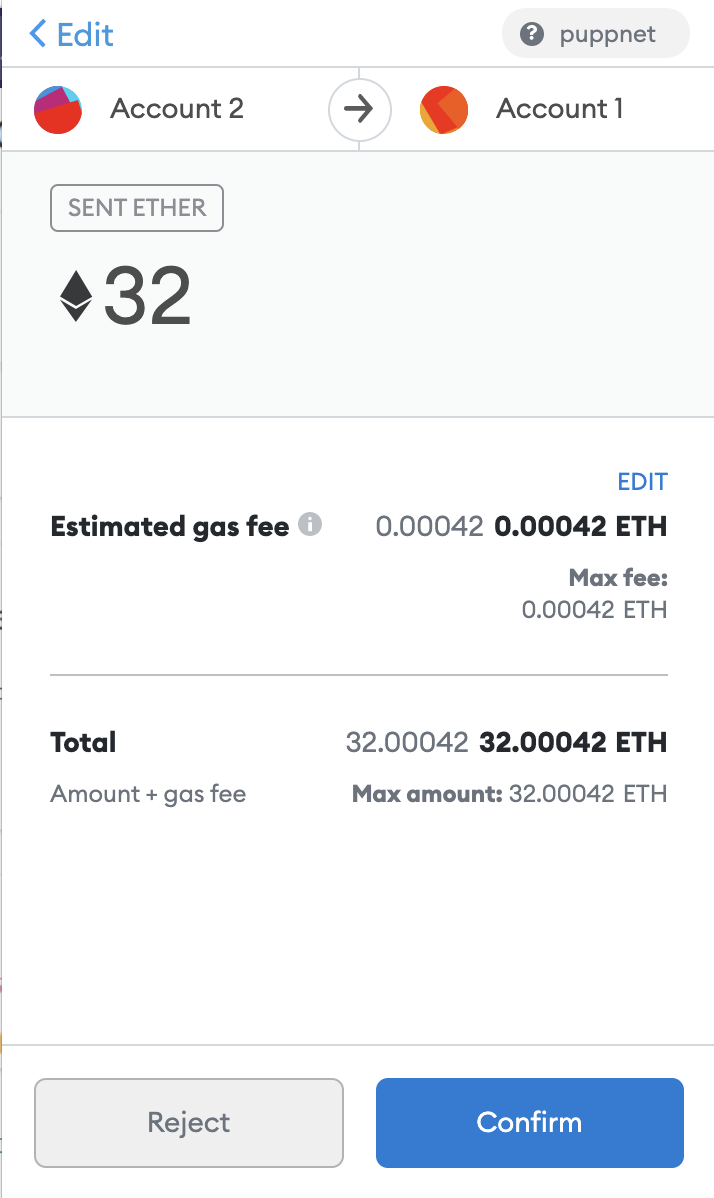 Edit
puppnet
Account 2
Account 1
SENT ETHER
32
EDIT
Estimated gas fee 0.00042 0.00042 ETH
Max fee:
0.00042 ETH
Total 32.00042 32.00042 ETH
Amount + gas fee Max amount: 32.00042 ETH
Reject
Confirm